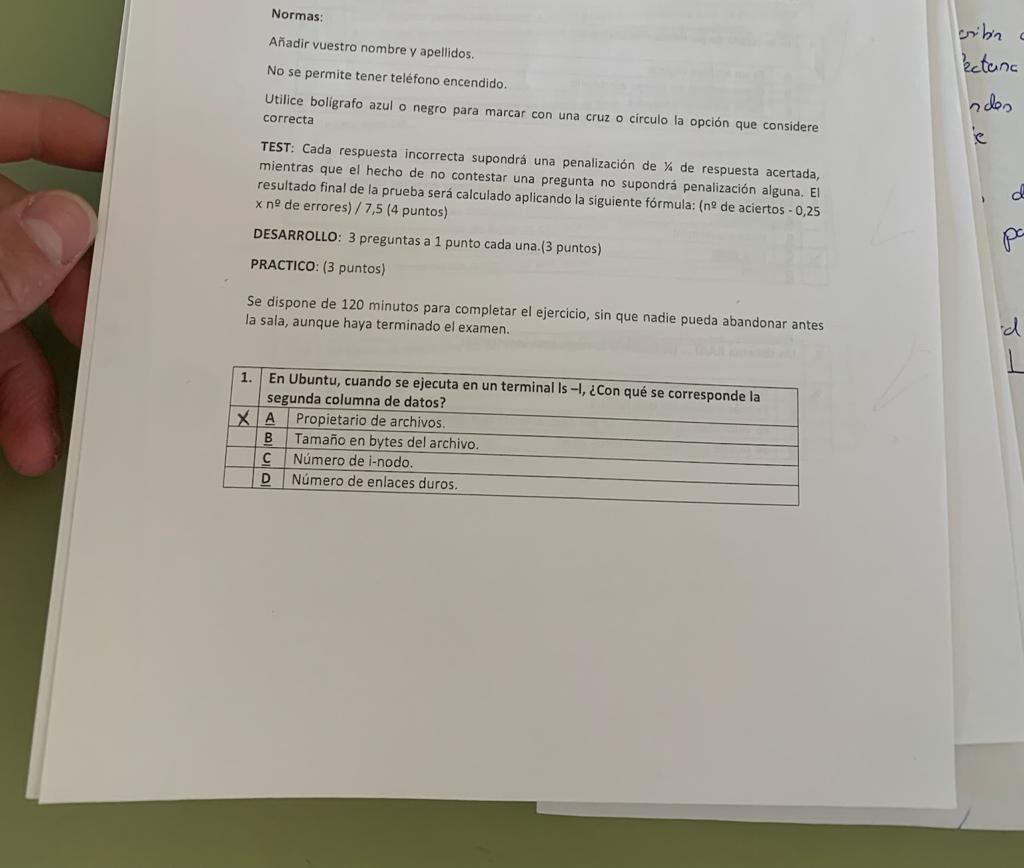 Normas:
Añadir vuestro nombre y apellidos.
No se permite tener teléfono encendido.
Utilice bolígrafo azul o negro para marcar con una cruz o círculo la opción que considere
correcta
TEST: Cada respuesta incorrecta supondrá una penalización de ¼ de respuesta acertada,
mientras que el hecho de no contestar una pregunta no supondrá penalización alguna. El
resultado final de la prueba será calculado aplicando la siguiente fórmula: (nº de aciertos - 0,25
x nº de errores) / 7,5 (4 puntos)
DESARROLLO: 3 preguntas a 1 punto cada una.(3 puntos)
PRACTICO: (3 puntos)
Se dispone de 120 minutos para completar el ejercicio, sin que nadie pueda abandonar antes
la sala, aunque haya terminado el examen.
1. En Ubuntu, cuando se ejecuta en un terminal ls –l, ¿Con qué se corresponde la
segunda columna de datos?
X A Propietario de archivos.
B Tamaño en bytes del archivo.
C Número de i-nodo.
D Número de enlaces duros.